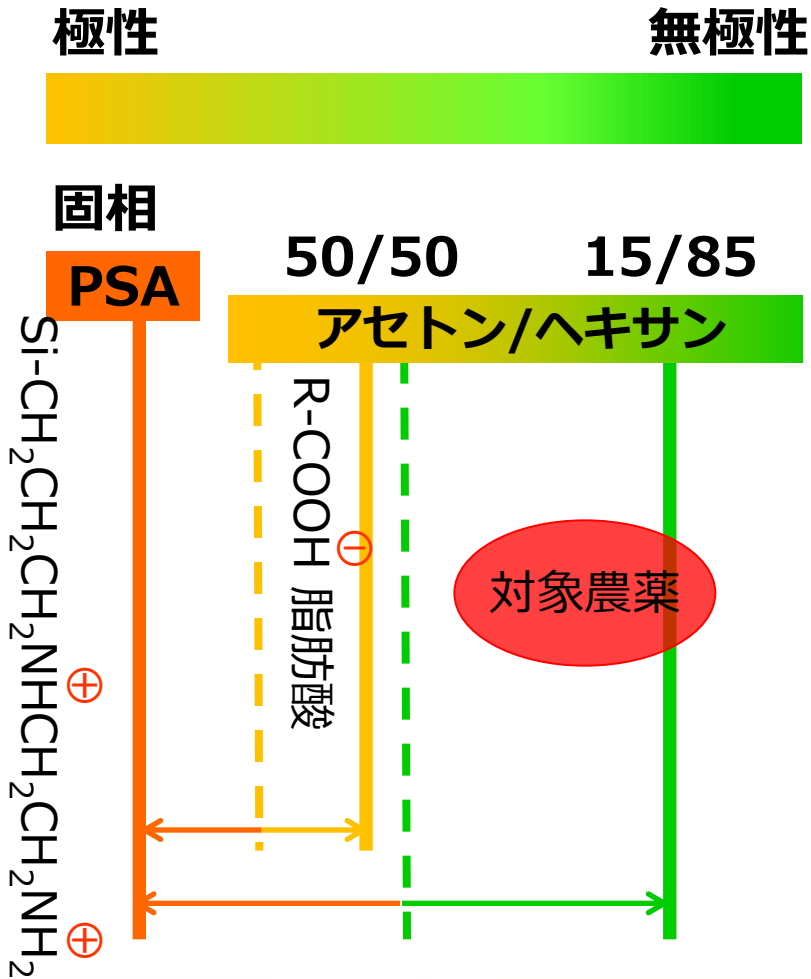 極性 無極性
固相
50/50 15/85
PSA
アセトン/ヘキサン
Si-CH₂CH₂CH₂NHCH₂CH₂NH₂
⊕
⊕
R-COOH 脂肪酸
⊖
対象農薬